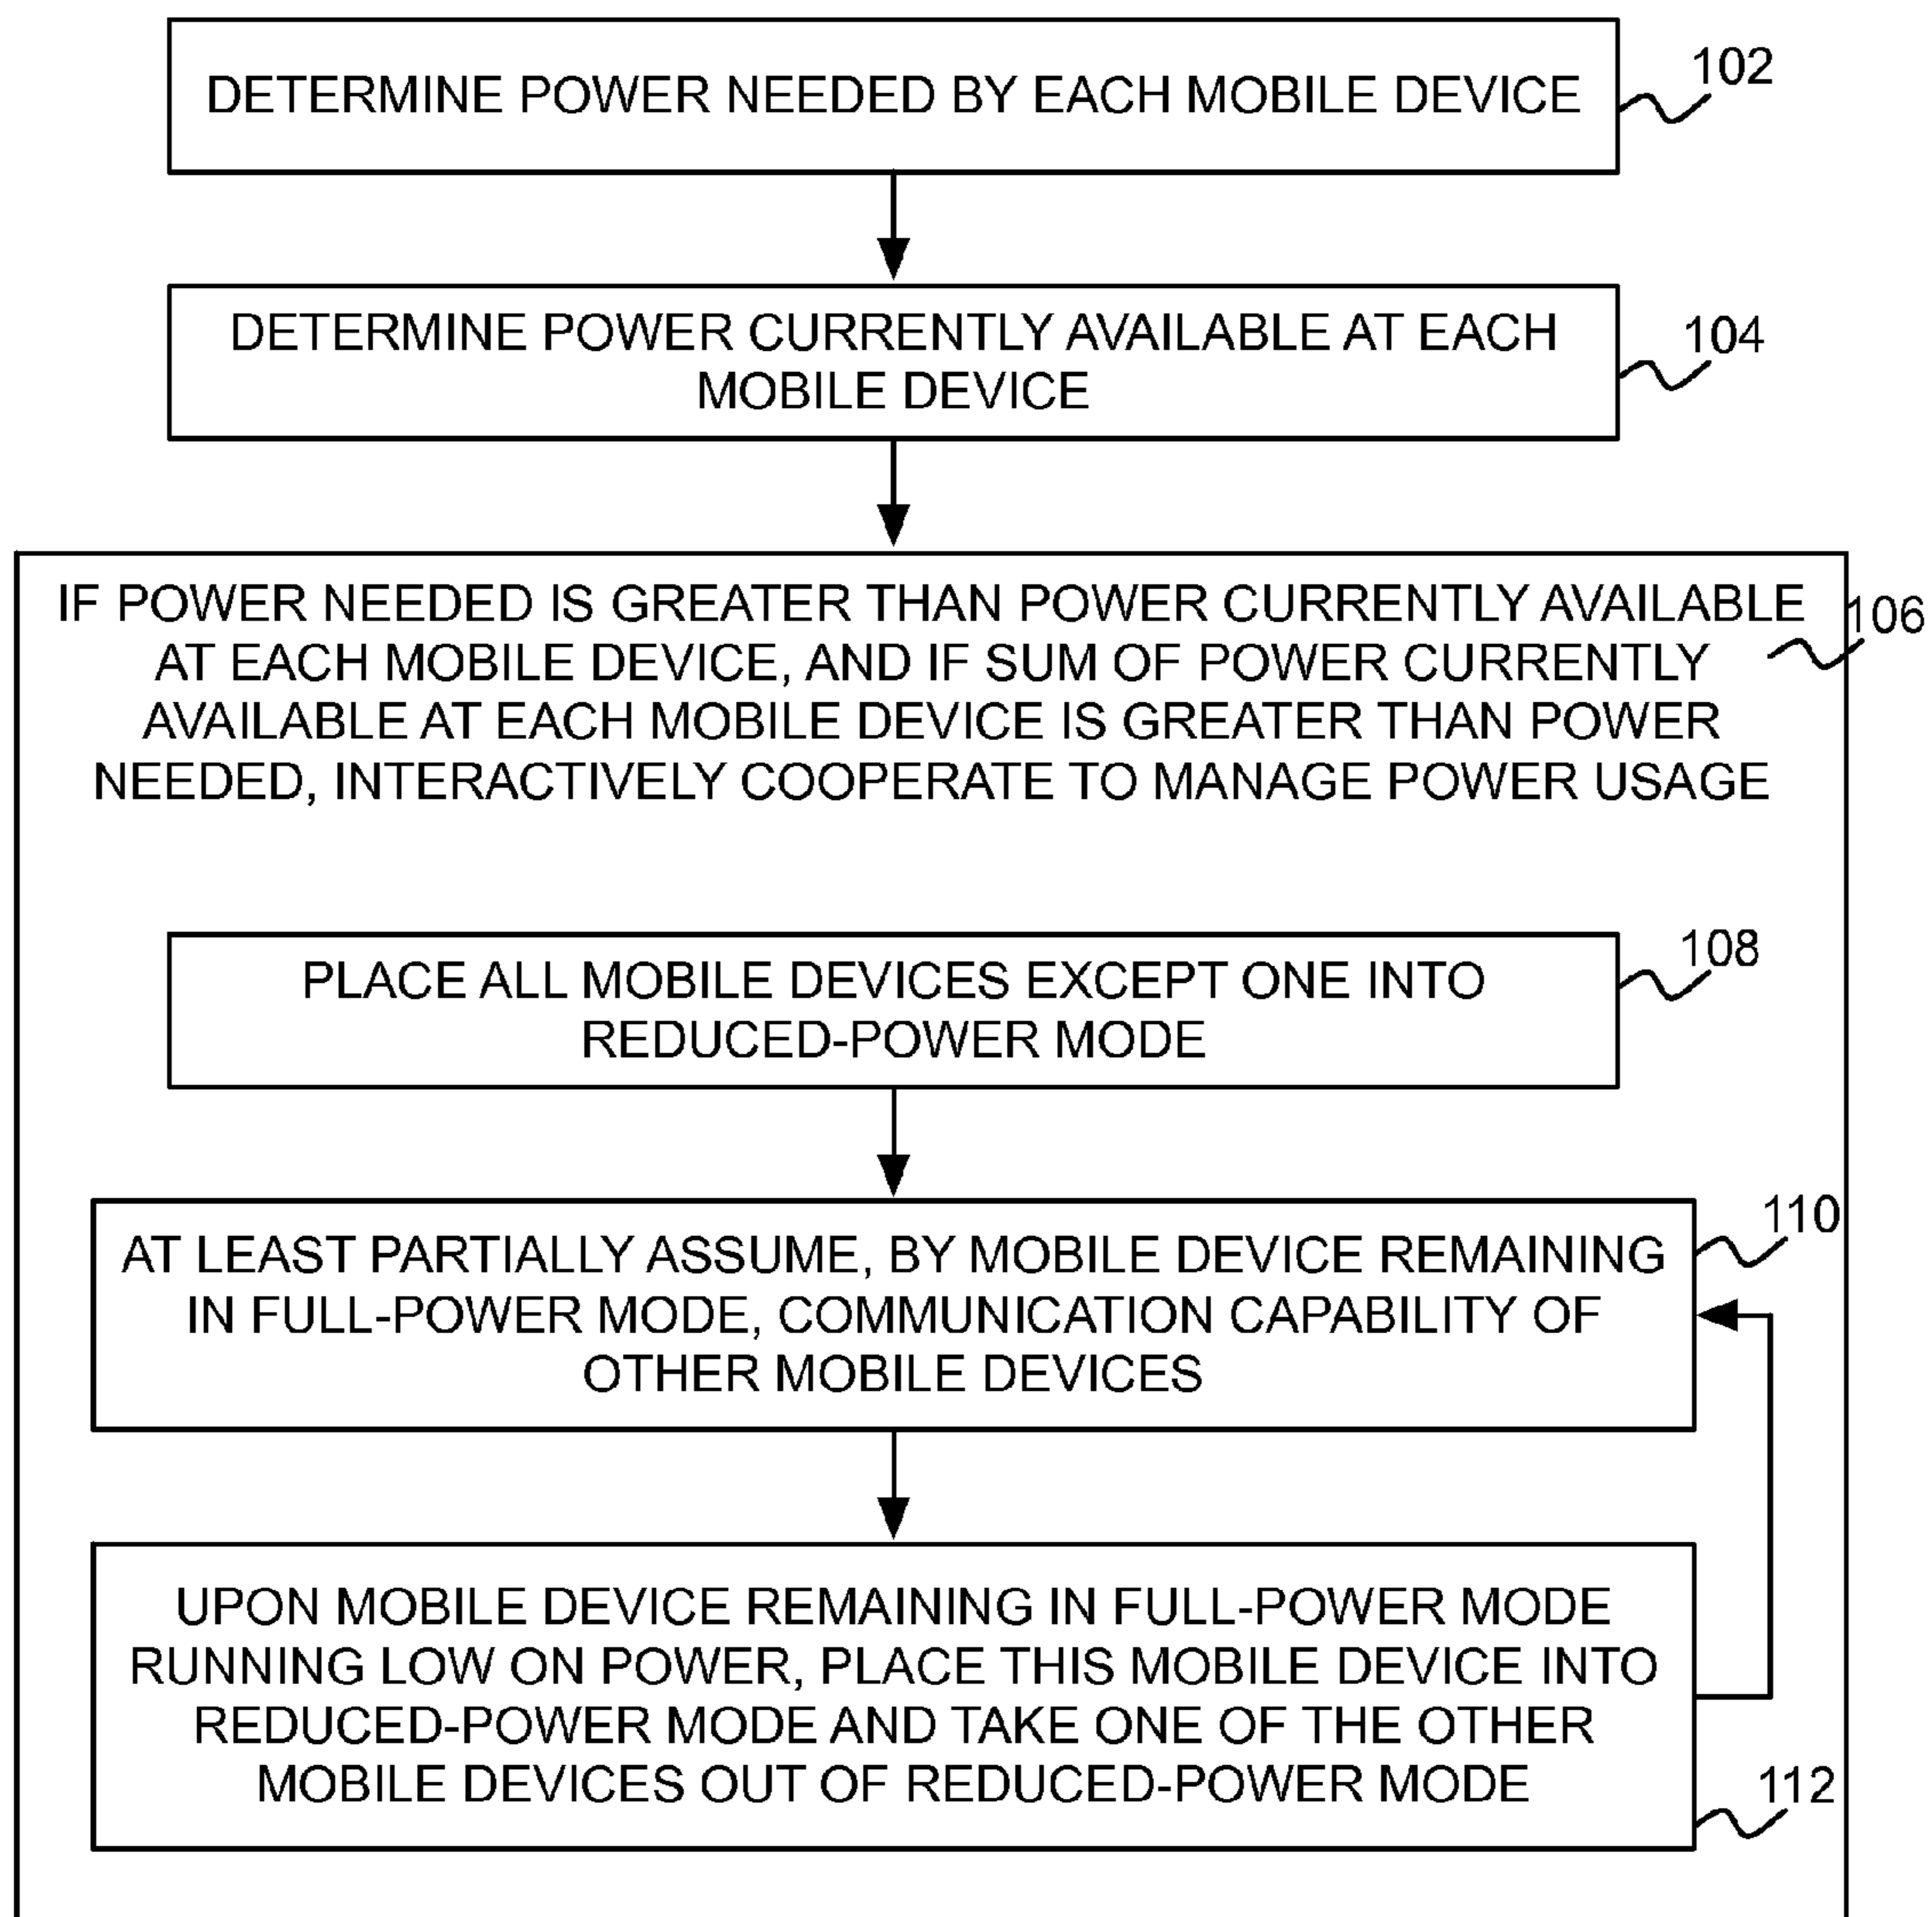 DETERMINE POWER NEEDED BY EACH MOBILE DEVICE
102
DETERMINE POWER CURRENTLY AVAILABLE AT EACH
MOBILE DEVICE
104
IF POWER NEEDED IS GREATER THAN POWER CURRENTLY AVAILABLE
AT EACH MOBILE DEVICE, AND IF SUM OF POWER CURRENTLY
AVAILABLE AT EACH MOBILE DEVICE IS GREATER THAN POWER
NEEDED, INTERACTIVELY COOPERATE TO MANAGE POWER USAGE
106
PLACE ALL MOBILE DEVICES EXCEPT ONE INTO
REDUCED-POWER MODE
108
AT LEAST PARTIALLY ASSUME, BY MOBILE DEVICE REMAINING
IN FULL-POWER MODE, COMMUNICATION CAPABILITY OF
OTHER MOBILE DEVICES
110
UPON MOBILE DEVICE REMAINING IN FULL-POWER MODE
RUNNING LOW ON POWER, PLACE THIS MOBILE DEVICE INTO
REDUCED-POWER MODE AND TAKE ONE OF THE OTHER
MOBILE DEVICES OUT OF REDUCED-POWER MODE
112